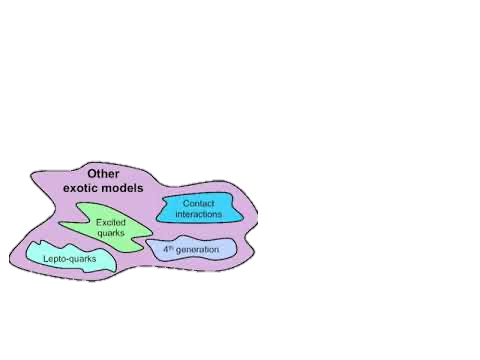 Other
exotic models
Contact
interactions
Excited
quarks
4th generation
Lepto-quarks